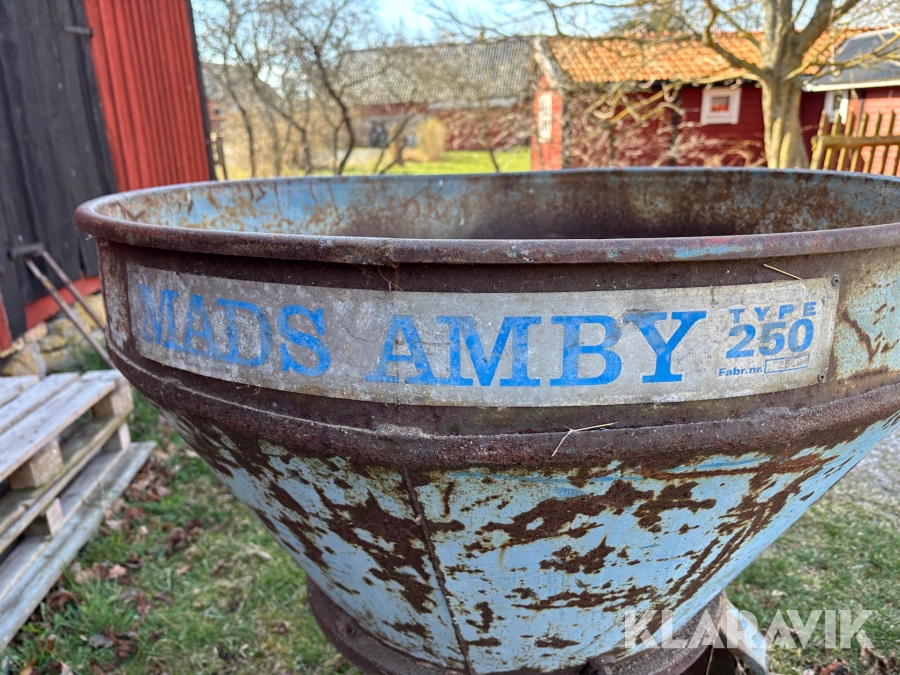 MADS AMBY
TYPE
250
Fabr.nr.
KLARAVIK